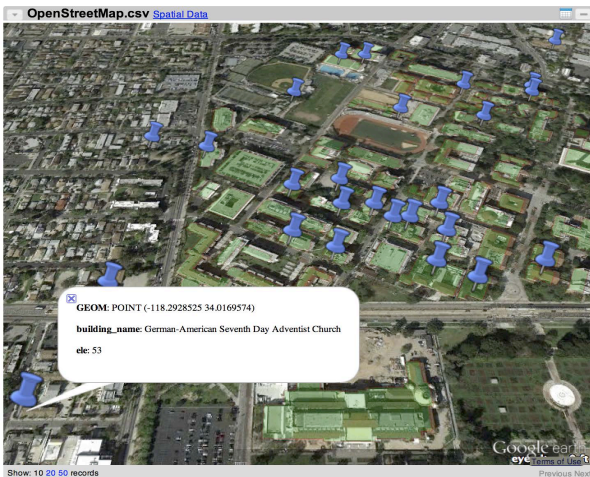 OpenStreetMap.csv Spatial Data
GEOM: POINT (-118.2928525 34.0169574)
building_name: German-American Seventh Day Adventist Church
ele: 53
Google earth
Terms of Use
Show: 10 20 50 records
Previous Next